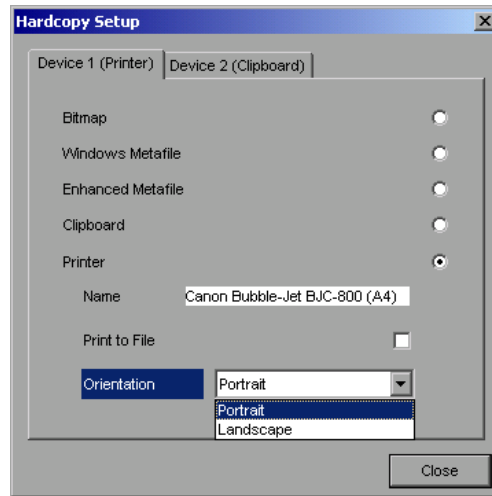 Hardcopy Setup
Device 1 (Printer) Device 2 (Clipboard)
Bitmap
Windows Metafile
Enhanced Metafile
Clipboard
Printer
Name Canon Bubble-Jet BJC-800 (A4)
Print to File
Orientation Portrait
Portrait
Landscape
Close